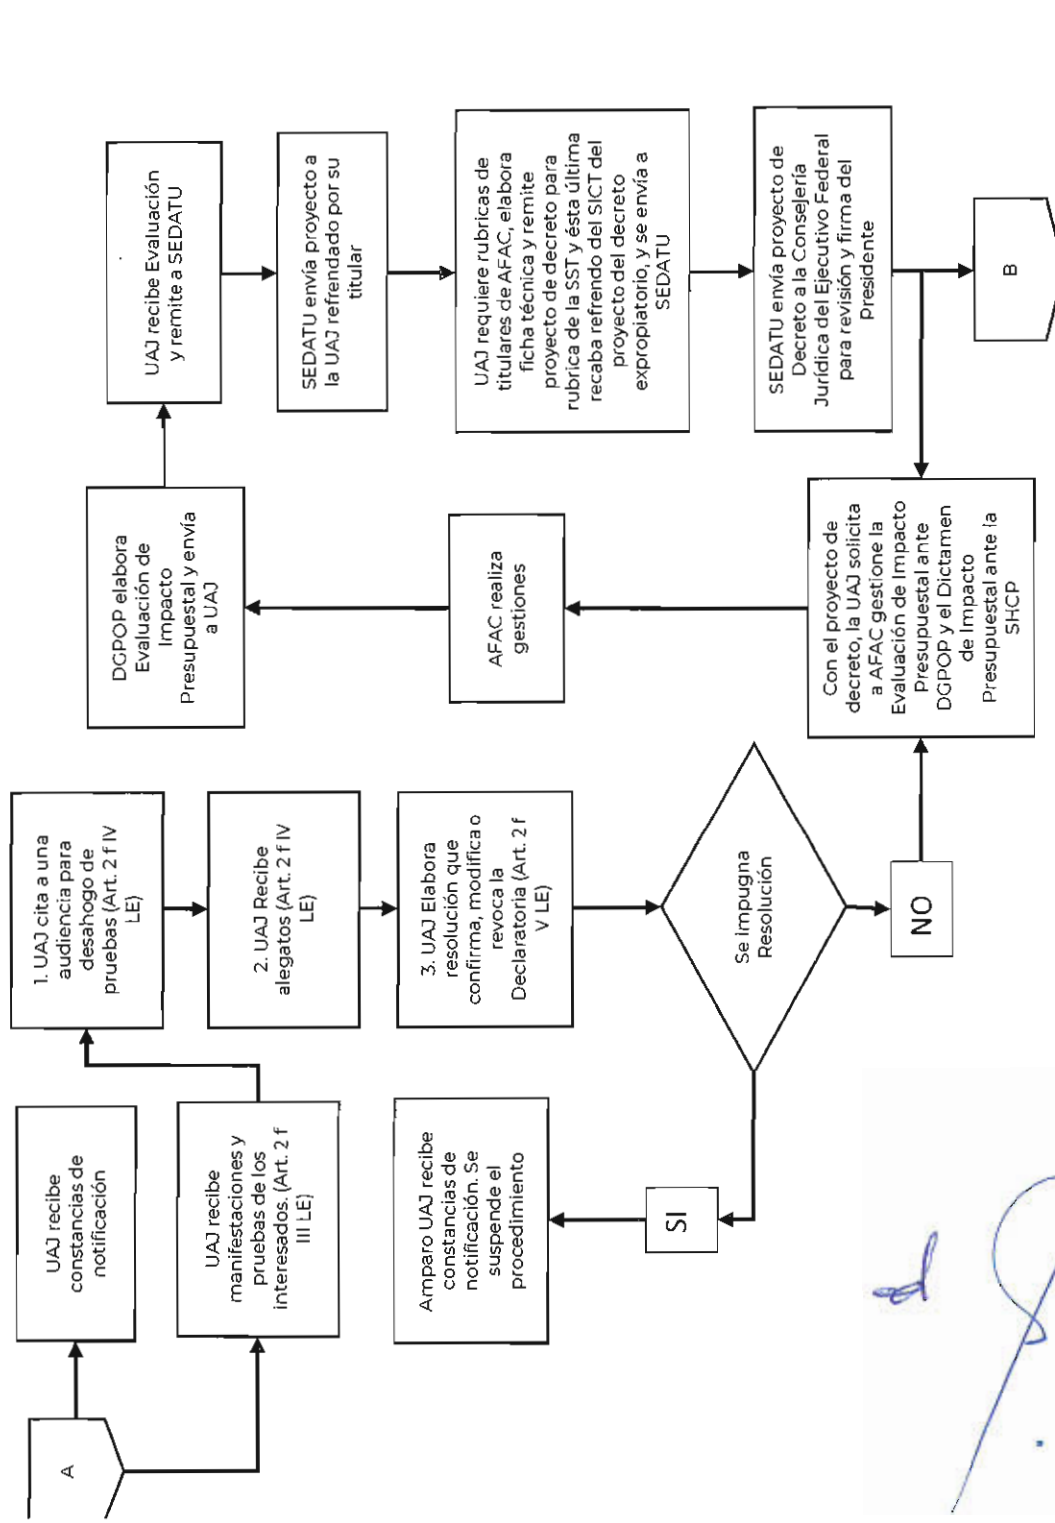 A
UAJ recibe
constancias de
notificación
UAJ recibe
manifestaciones y
pruebas de los
interesados. (Art. 2 f
III LE)
1. UAJ cita a una
audiencia para
desahogo de
pruebas (Art. 2 f IV
LE)
2. UAJ Recibe
alegatos (Art. 2 f IV
LE)
3. UAJ Elabora
resolución que
confirma, modifica o
revoca la
Declaratoria (Art. 2 f
V LE)
Se impugna
Resolución
SI
Amparo UAJ recibe
constancias de
notificación. Se
suspende el
procedimiento
NO
Con el proyecto de
decreto, la UAJ solicita
a AFAC gestione la
Evaluación de Impacto
Presupuestal ante
DGPOP y el Dictamen
de Impacto
Presupuestal ante la
SHCP
AFAC realiza
gestiones
DGPOP elabora
Evaluación de
Impacto
Presupuestal y envía
a UAJ
UAJ recibe Evaluación
y remite a SEDATU
SEDATU envía proyecto a
la UAJ refrendado por su
titular
UAJ requiere rubricas de
titulares de AFAC, elabora
ficha técnica y remite
proyecto de decreto para
rubrica de la SST y ésta última
recaba refrendo del SICT del
proyecto del decreto
expropiatorio, y se envía a
SEDATU
SEDATU envía proyecto de
Decreto a la Consejería
Jurídica del Ejecutivo Federal
para revisión y firma del
Presidente
B